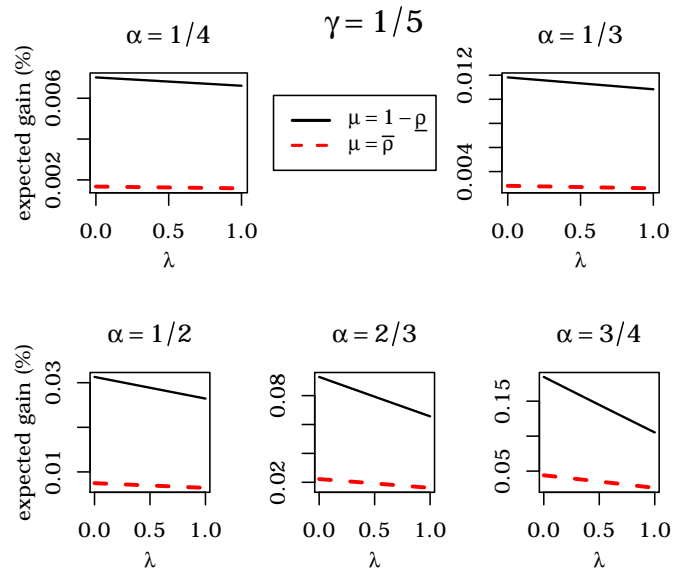 γ = 1/5
α = 1/4
expected gain (%)
0.006
0.002
0.0 0.5 1.0
λ
μ = 1 − ρ
μ = ρ̅
α = 1/3
0.012
0.004
0.0 0.5 1.0
λ
α = 1/2
expected gain (%)
0.03
0.01
0.0 0.5 1.0
λ
α = 2/3
0.08
0.02
0.0 0.5 1.0
λ
α = 3/4
0.15
0.05
0.0 0.5 1.0
λ